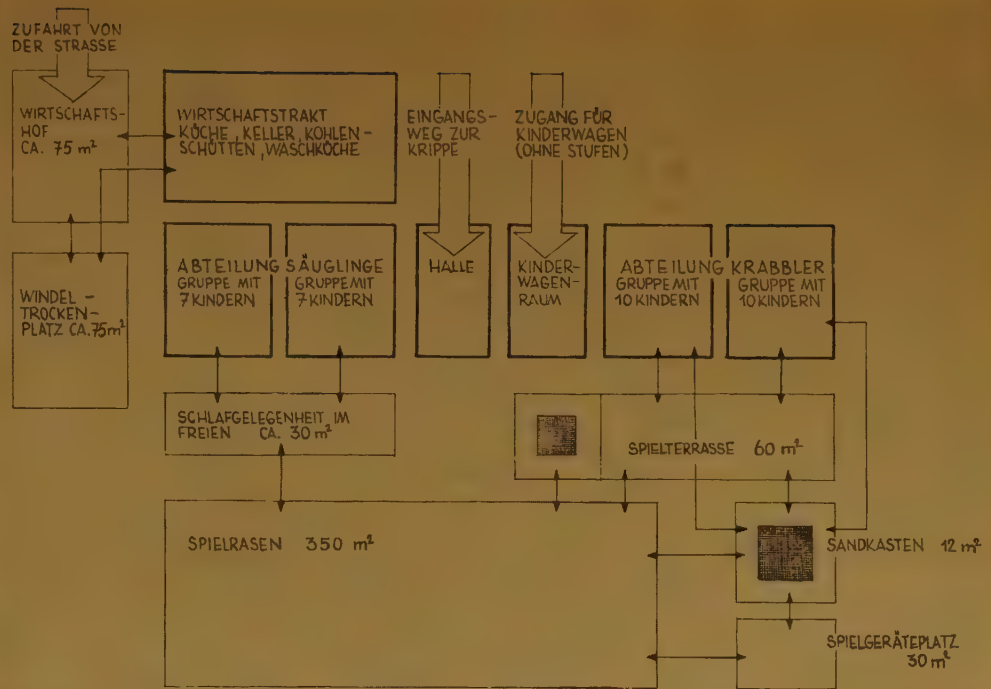 ZUFAHRT VON
DER STRASSE
WIRTSCHAFTS-
HOF
CA. 75 m²
WIRTSCHAFTSTRAKT
KÜCHE, KELLER, KOHLEN-
SCHÜTTEN, WASCHKÜCHE
EINGANGS-
WEG ZUR
KRIPPE
ZUGANG FÜR
KINDERWAGEN
(OHNE STUFEN)
WINDEL-
TROCKEN-
PLATZ CA. 75 m²
ABTEILUNG SÄUGLINGE
GRUPPE MIT
7 KINDERN
GRUPPE MIT
7 KINDERN
HALLE
KINDER-
WAGEN-
RAUM
ABTEILUNG KRABBLER
GRUPPE MIT
10 KINDERN
GRUPPE MIT
10 KINDERN
SCHLAFGELEGENHEIT IM
FREIEN CA. 30 m²
SPIELTERRASSE 60 m²
SPIELRASEN 350 m²
SANDKASTEN 12 m²
SPIELGERÄTEPLATZ
30 m²